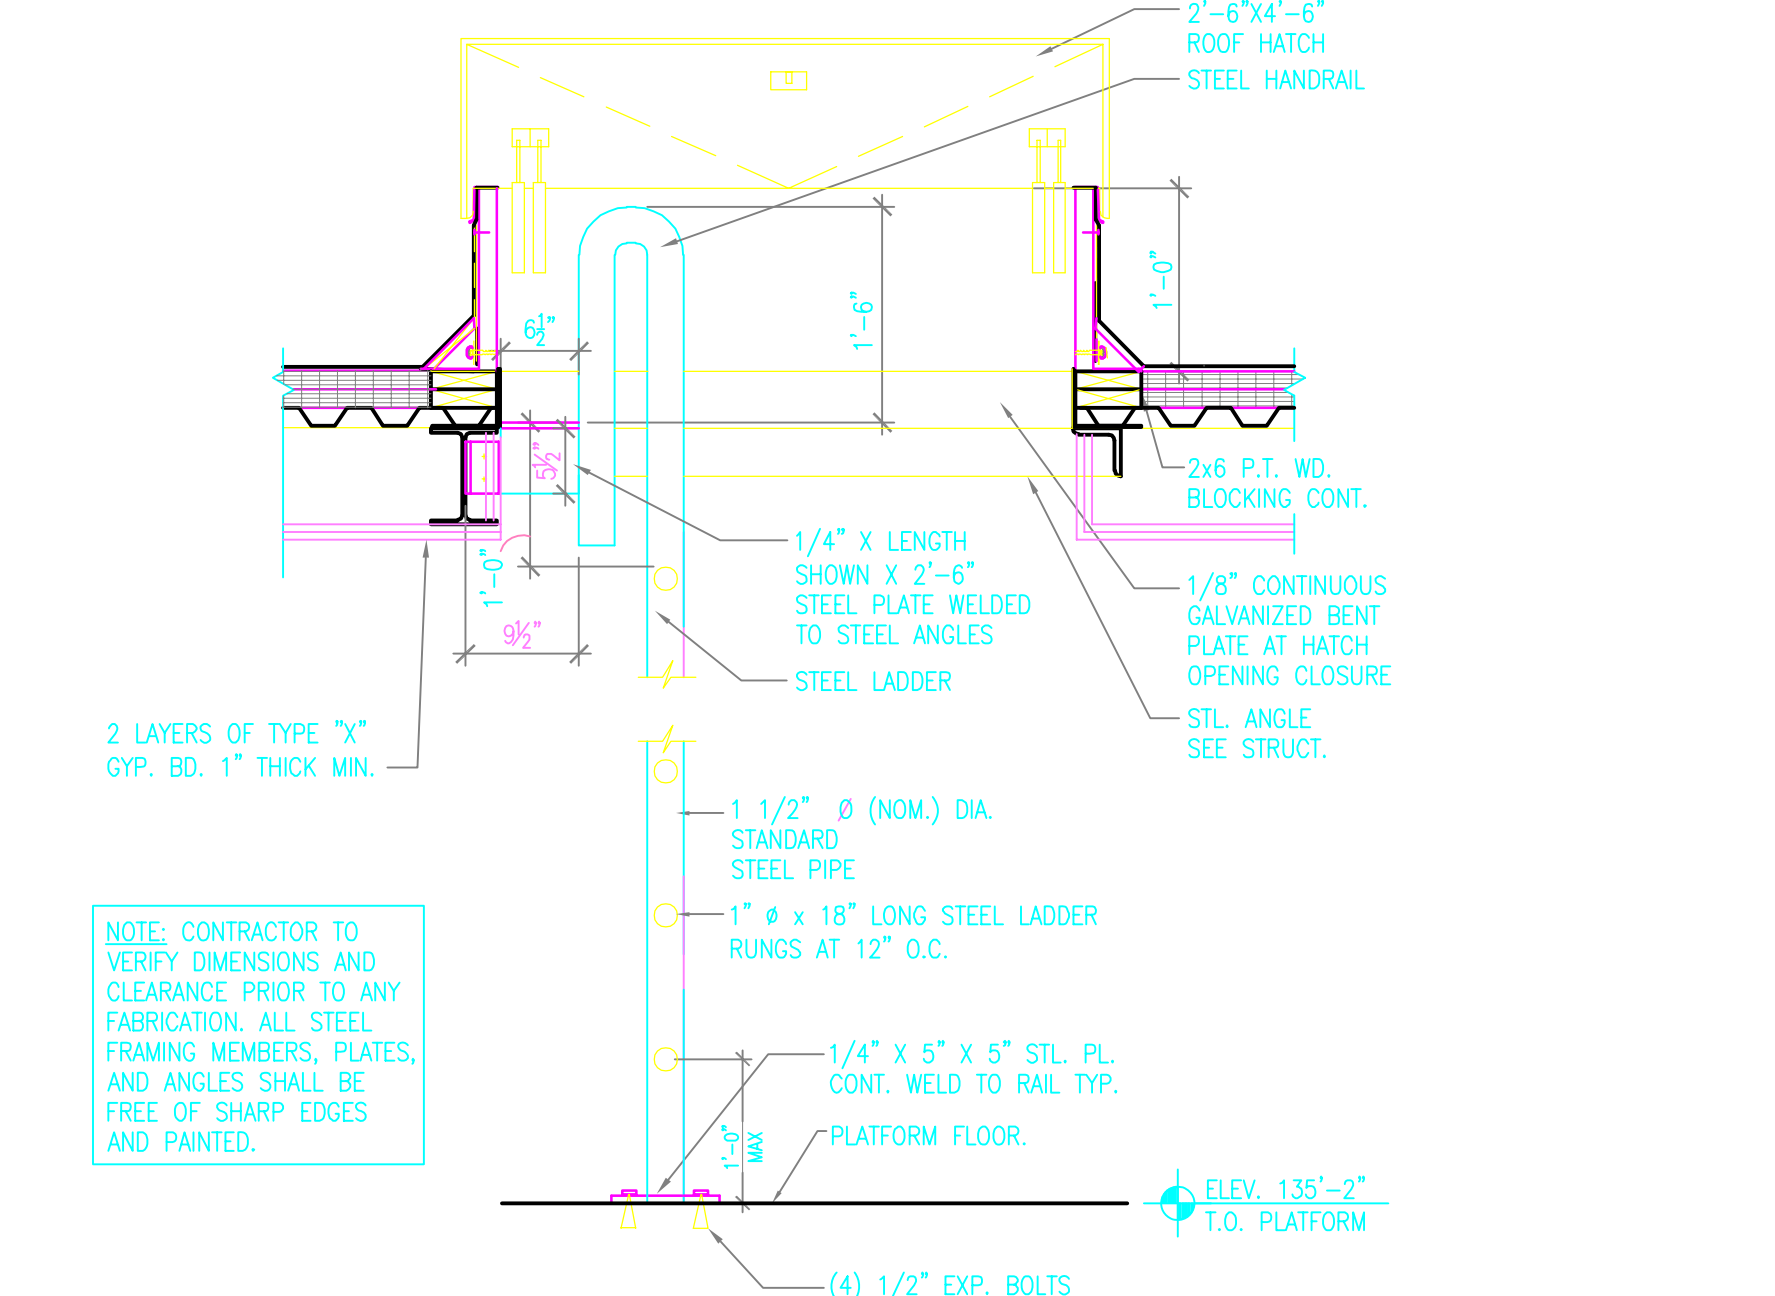 2'-6"X4'-6"
ROOF HATCH
STEEL HANDRAIL
1'-0"
1'-6"
6 1/2"
5 1/2"
1'-0"
9 1/2"
2x6 P.T. WD.
BLOCKING CONT.
1/4" X LENGTH
SHOWN X 2'-6"
STEEL PLATE WELDED
TO STEEL ANGLES
STEEL LADDER
1/8" CONTINUOUS
GALVANIZED BENT
PLATE AT HATCH
OPENING CLOSURE
STL. ANGLE
SEE STRUCT.
2 LAYERS OF TYPE "X"
GYP. BD. 1" THICK MIN.
1 1/2" Ø (NOM.) DIA.
STANDARD
STEEL PIPE
1" ø x 18" LONG STEEL LADDER
RUNGS AT 12" O.C.
NOTE: CONTRACTOR TO
VERIFY DIMENSIONS AND
CLEARANCE PRIOR TO ANY
FABRICATION. ALL STEEL
FRAMING MEMBERS, PLATES,
AND ANGLES SHALL BE
FREE OF SHARP EDGES
AND PAINTED.
1/4" X 5" X 5" STL. PL.
CONT. WELD TO RAIL TYP.
1'-0"
MAX
PLATFORM FLOOR.
ELEV. 135'-2"
T.O. PLATFORM
(4) 1/2" EXP. BOLTS